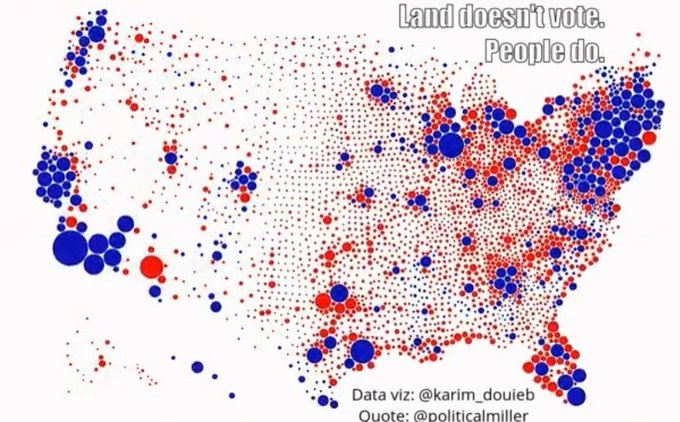 Land doesn't vote.
People do.
Data viz: @karim_douieb
Quote: @politicalmiller